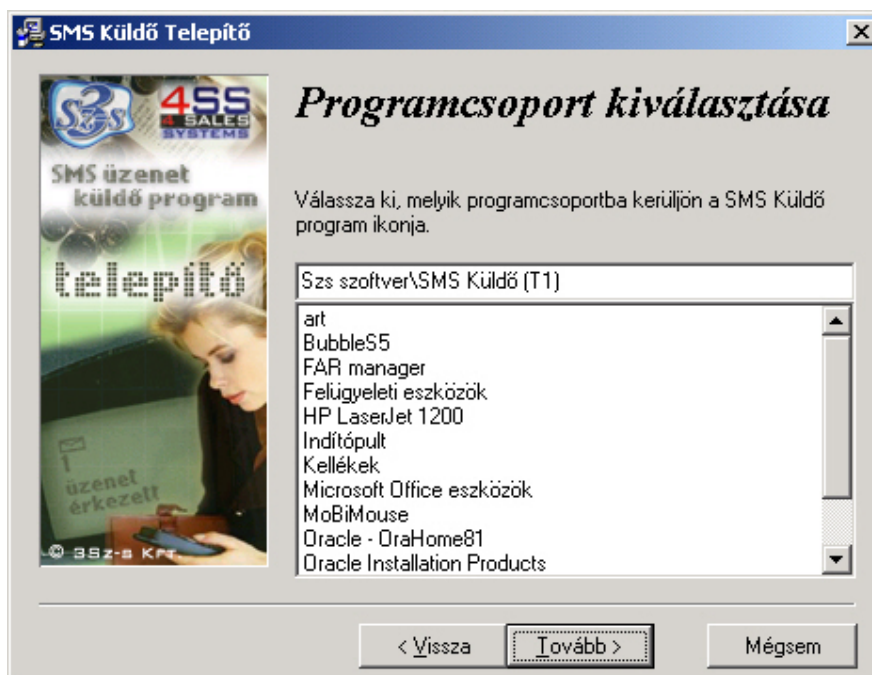 SMS Küldő Telepítő
Szs
3
4SS
4 SALES
SYSTEMS
SMS üzenet
küldő program
telepítő
1
üzenet
érkezett
© 3Sz-s Kft.
Programcsoport kiválasztása
Válassza ki, melyik programcsoportba kerüljön a SMS Küldő
program ikonja.
Szs szoftver\SMS Küldő (T1)
art
BubbleS5
FAR manager
Felügyeleti eszközök
HP LaserJet 1200
Indítópult
Kellékek
Microsoft Office eszközök
MoBiMouse
Oracle - OraHome81
Oracle Installation Products
< Vissza
Tovább >
Mégsem